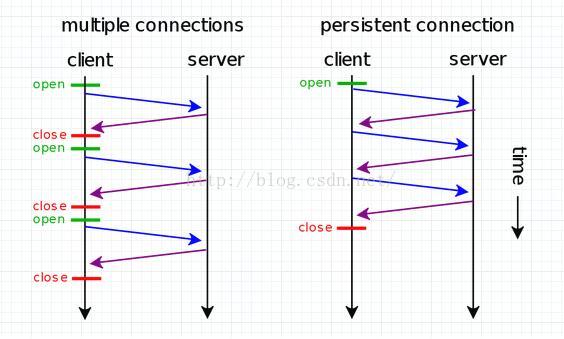 multiple connections
client
server
open
close
open
close
open
close
persistent connection
client
server
open
close
time
http://blog.csdn.net/